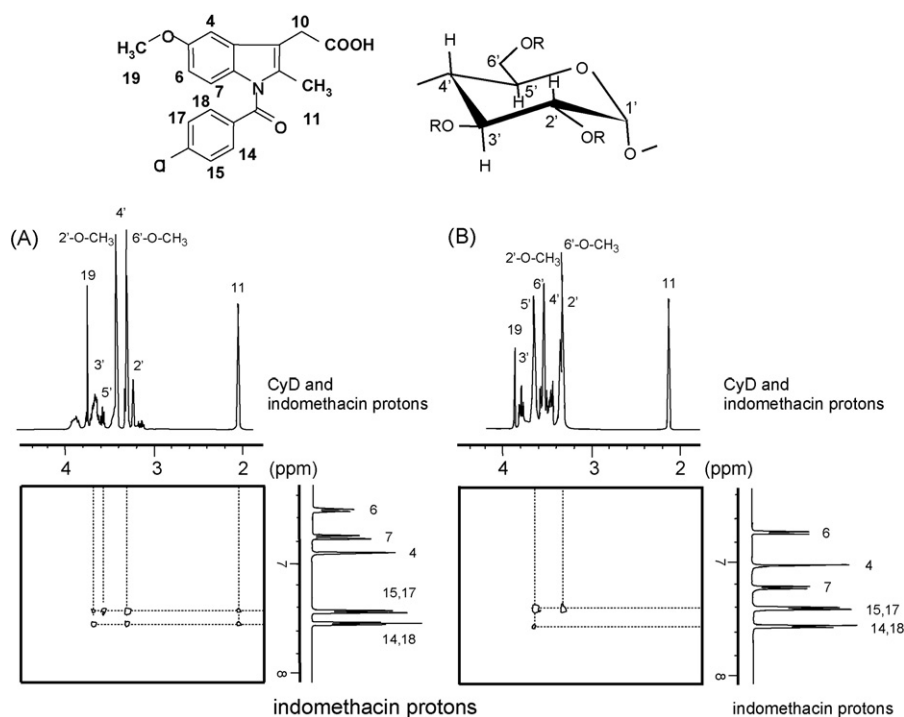 4
10
O
COOH
H₃C
19
6
7
N
CH₃
18
11
17
O
14
Cl
15
H
OR
6'
O
4'
5'
H
H
1'
RO
2'
OR
3'
O
H
(A)
4'
2'-O-CH₃
6'-O-CH₃
19
11
3'
2'
5'
CyD and
indomethacin protons
4
3
2
(ppm)
6
7
7
4
15,17
14,18
8
indomethacin protons
(B)
6'-O-CH₃
2'-O-CH₃
6'
4'
2'
5'
11
19
3'
CyD and
indomethacin protons
4
3
2
(ppm)
6
7
4
7
15,17
14,18
8
indomethacin protons